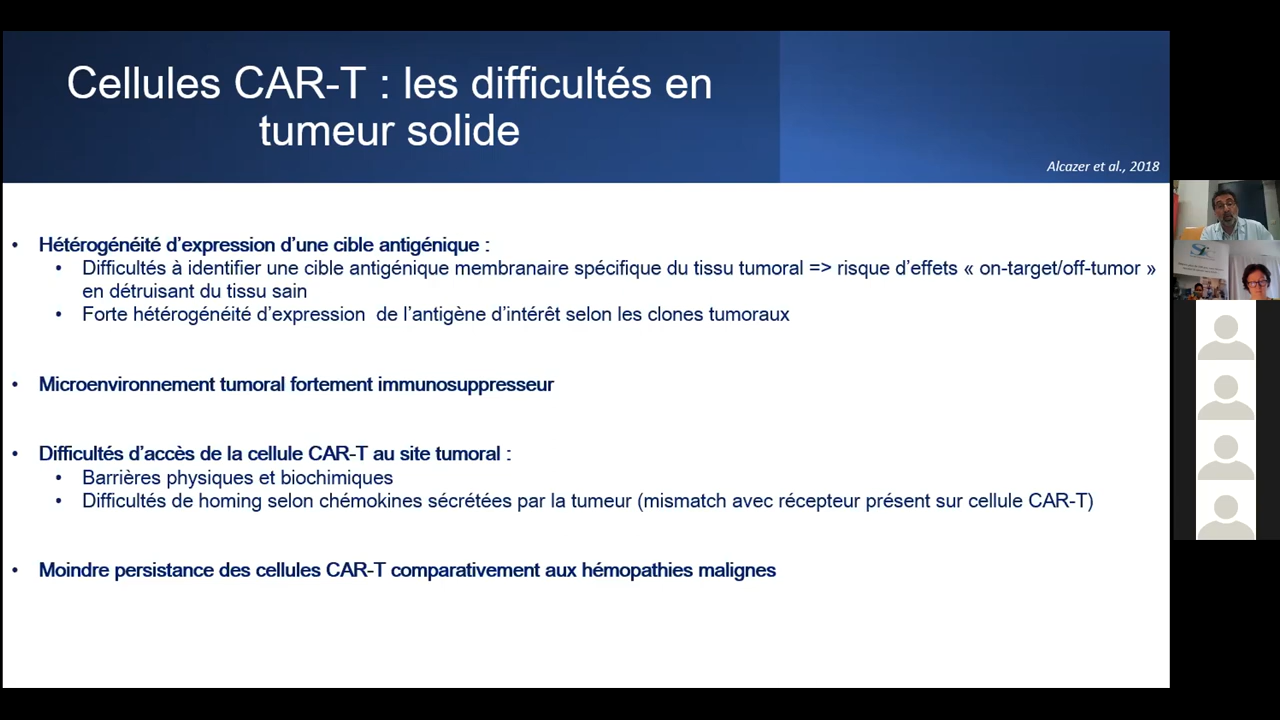 Cellules CAR-T : les difficultés en
tumeur solide
Alcazer et al., 2018
• Hétérogénéité d’expression d’une cible antigénique :
• Difficultés à identifier une cible antigénique membranaire spécifique du tissu tumoral => risque d’effets « on-target/off-tumor »
en détruisant du tissu sain
• Forte hétérogénéité d’expression  de l’antigène d’intérêt selon les clones tumoraux
• Microenvironnement tumoral fortement immunosuppresseur
• Difficultés d’accès de la cellule CAR-T au site tumoral :
• Barrières physiques et biochimiques
• Difficultés de homing selon chémokines sécrétées par la tumeur (mismatch avec récepteur présent sur cellule CAR-T)
• Moindre persistance des cellules CAR-T comparativement aux hémopathies malignes